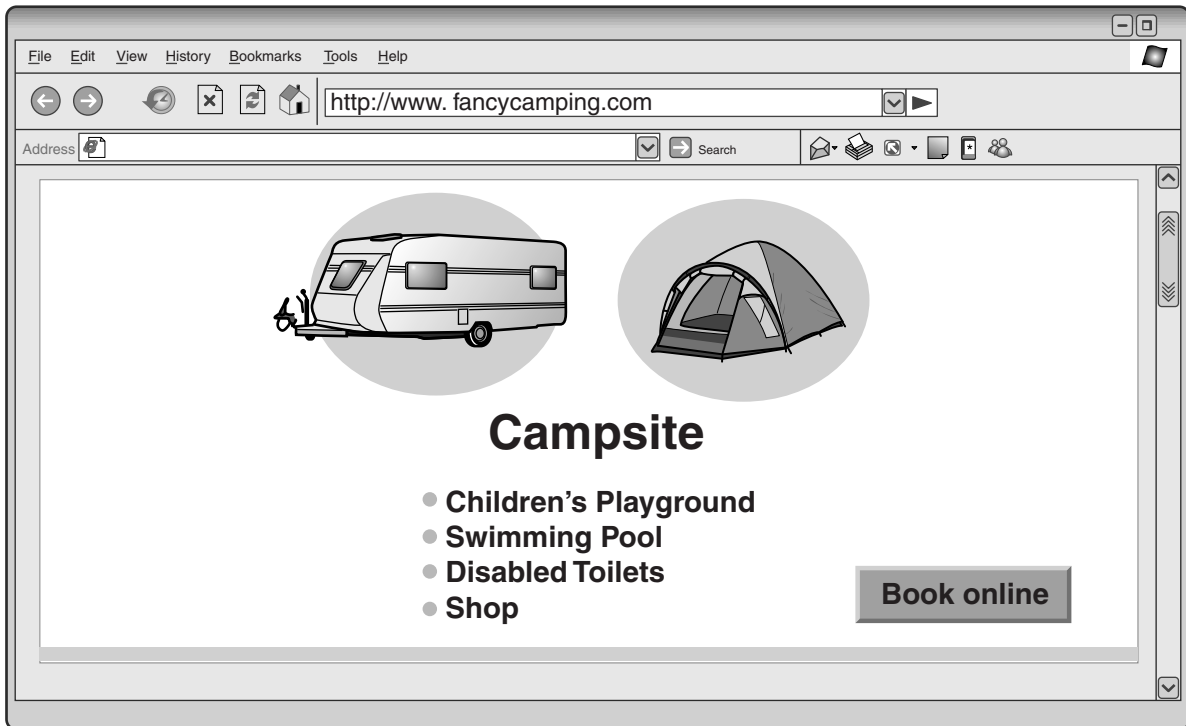 File Edit View History Bookmarks Tools Help
http://www. fancycamping.com
Address Search
Campsite
Children's Playground
Swimming Pool
Disabled Toilets
Shop
Book online